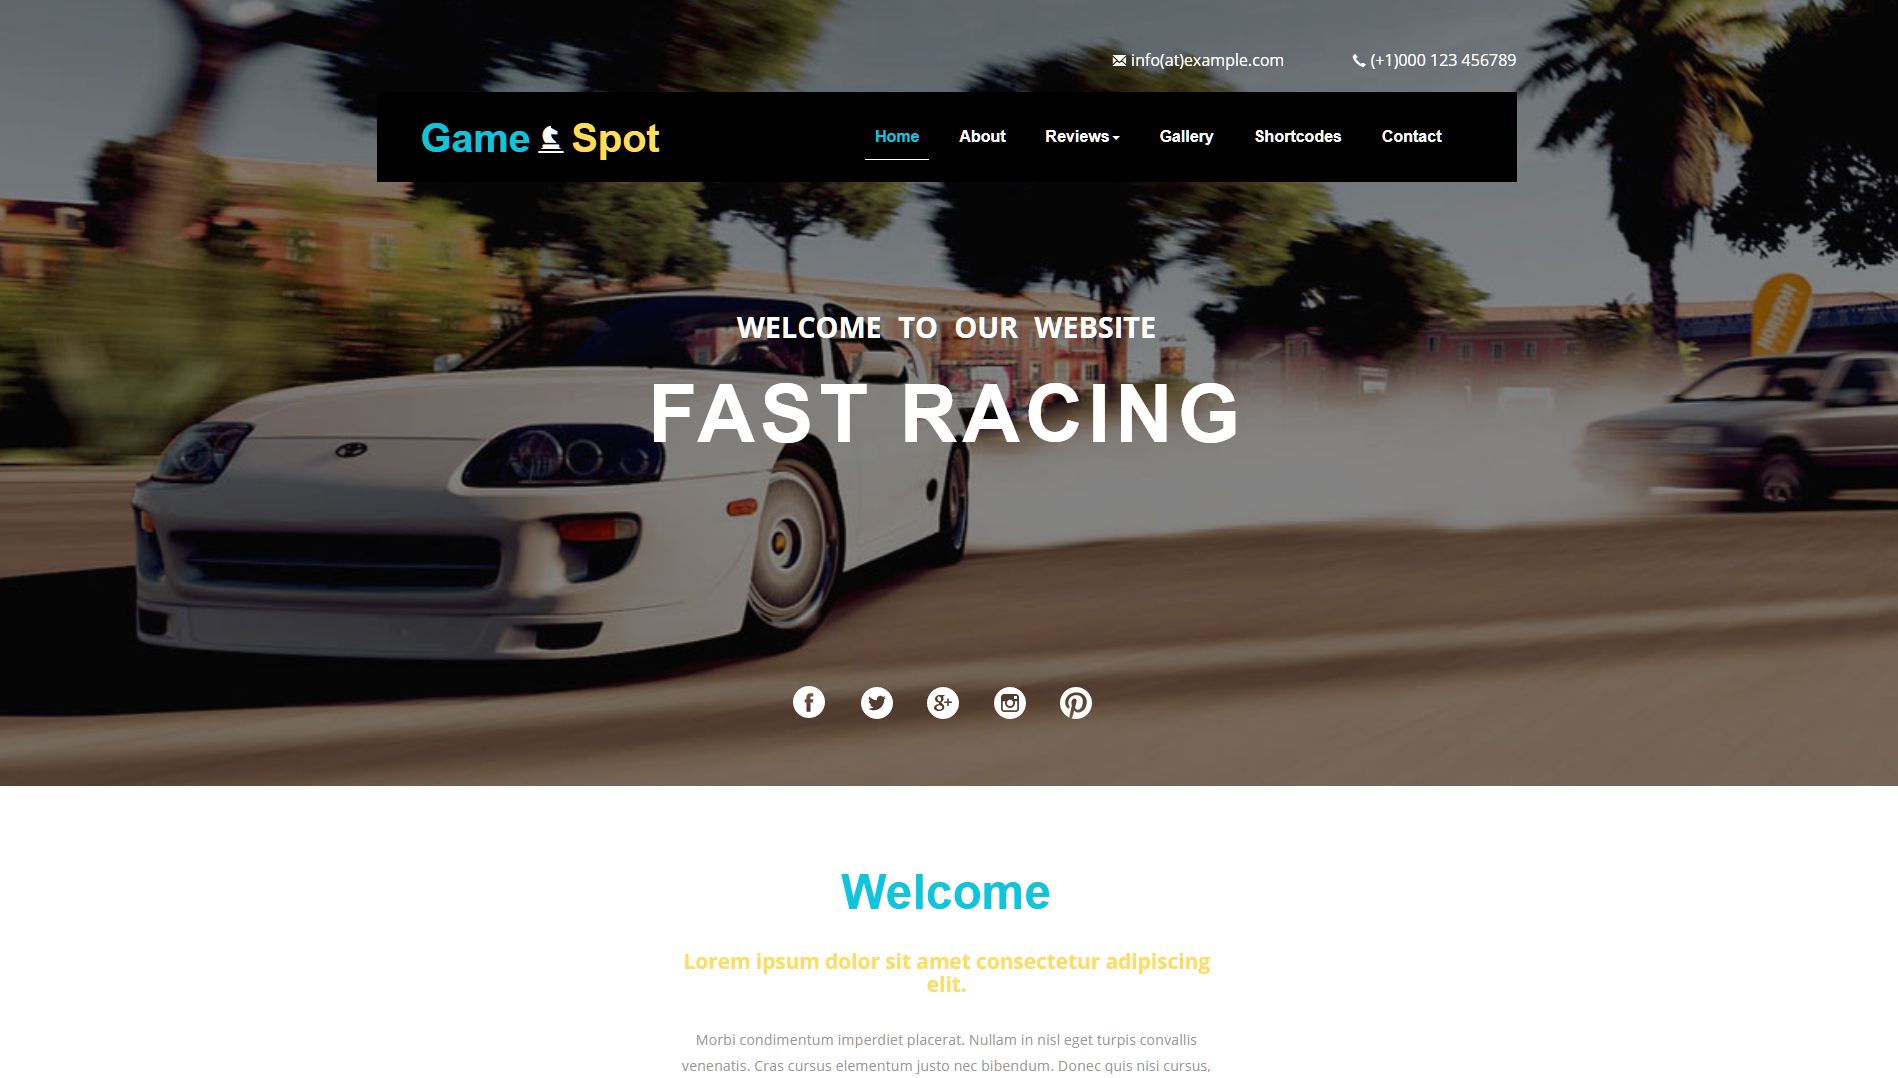 info(at)example.com (+1)000 123 456789
Game Spot
Home About Reviews Gallery Shortcodes Contact
HORIZON
WELCOME TO OUR WEBSITE
FAST RACING
Welcome
Lorem ipsum dolor sit amet consectetur adipiscing
elit.
Morbi condimentum imperdiet placerat. Nullam in nisl eget turpis convallis
venenatis. Cras cursus elementum justo nec bibendum. Donec quis nisi cursus,